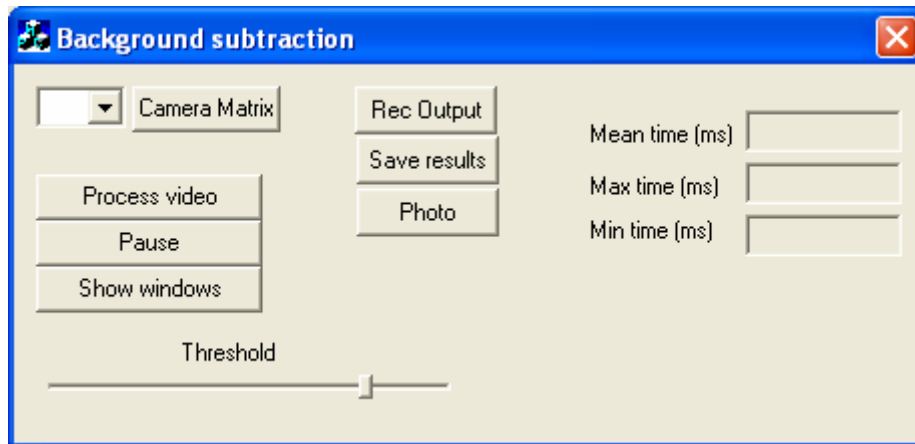 Background subtraction
Camera Matrix
Rec Output
Save results
Photo
Process video
Pause
Show windows
Threshold
Mean time (ms)
Max time (ms)
Min time (ms)